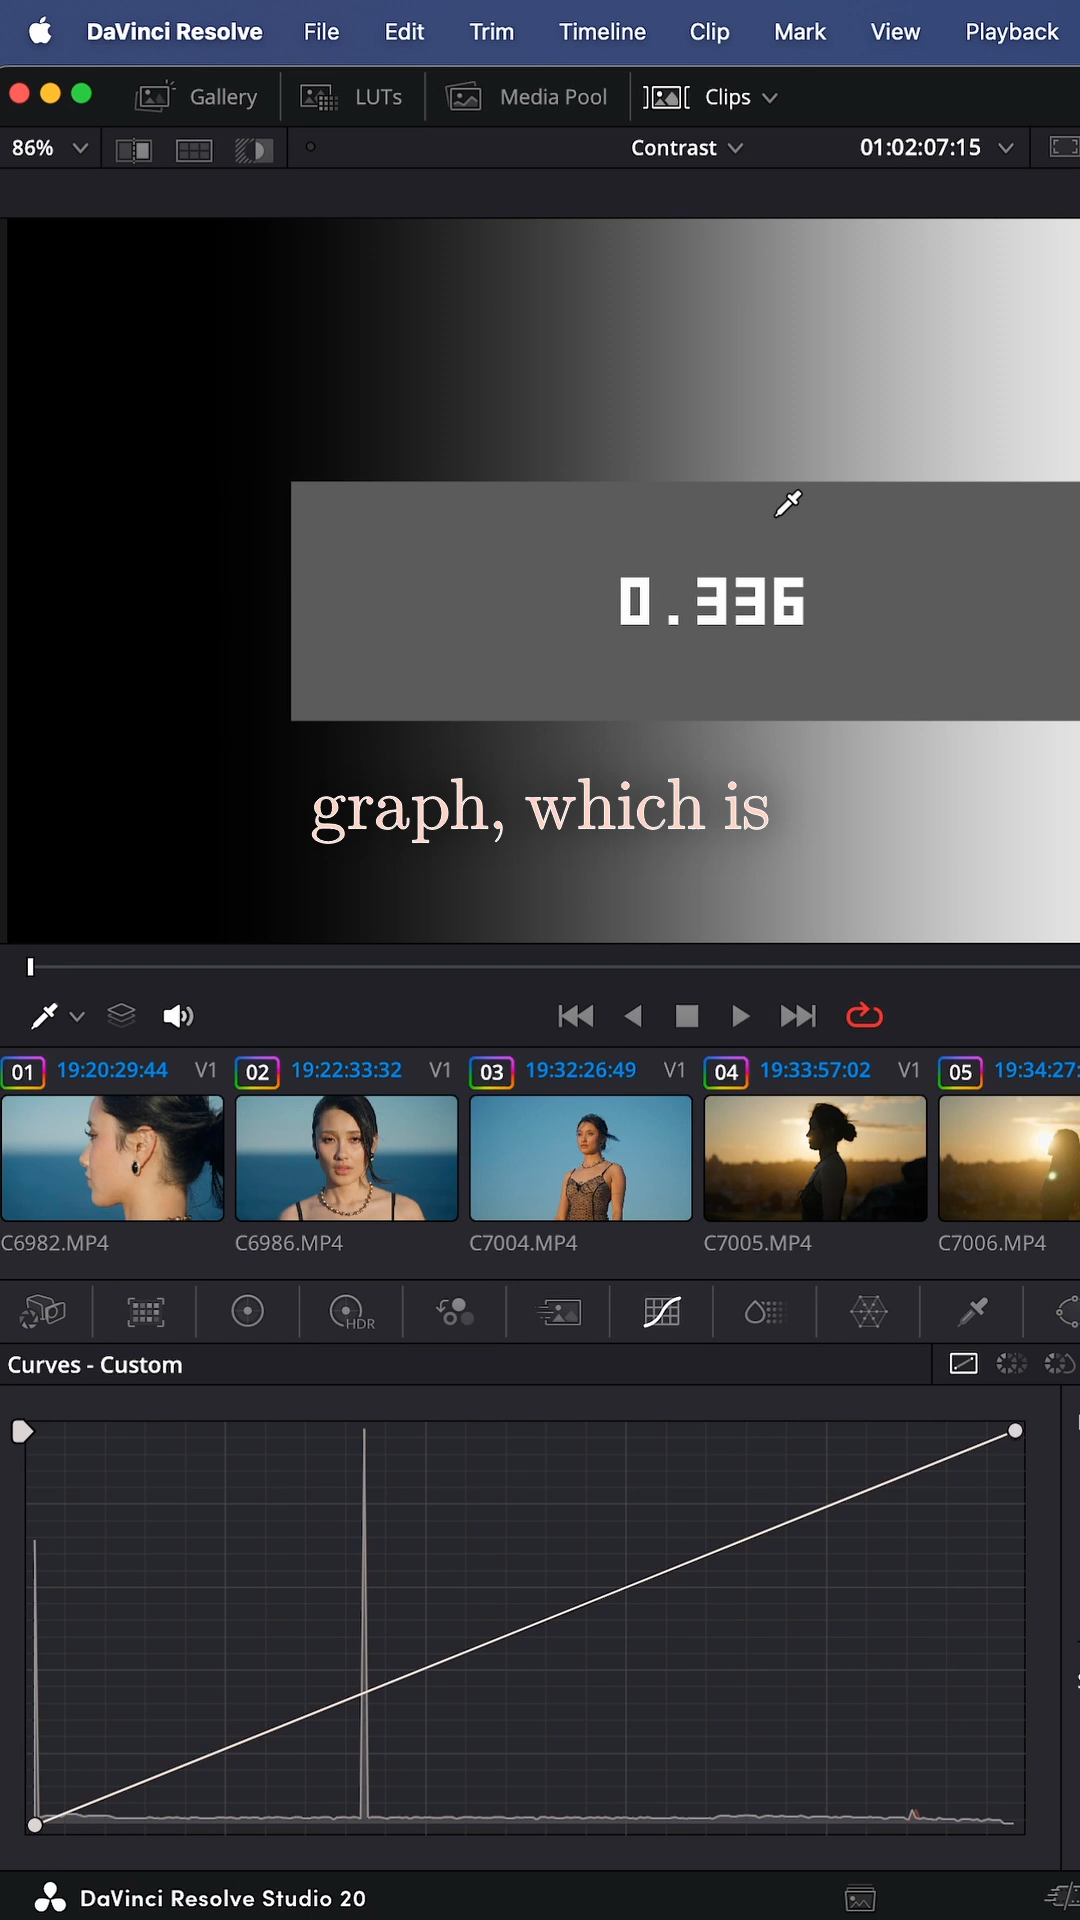 DaVinci Resolve File Edit Trim Timeline Clip Mark View Playback
Gallery LUTs Media Pool Clips
86% Contrast 01:02:07:15
0.336
graph, which is
01 19:20:29:44 V1 02 19:22:33:32 V1 03 19:32:26:49 V1 04 19:33:57:02 V1 05 19:34:27:
C6982.MP4 C6986.MP4 C7004.MP4 C7005.MP4 C7006.MP4
HDR
Curves - Custom
DaVinci Resolve Studio 20